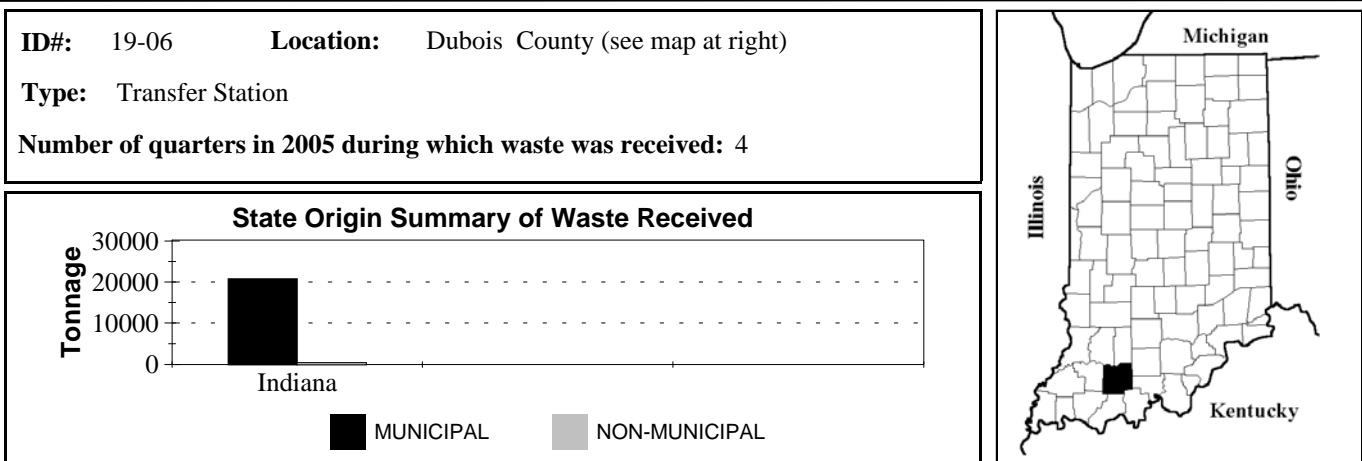 ID#: 19-06 Location: Dubois County (see map at right)
Type: Transfer Station
Number of quarters in 2005 during which waste was received: 4
State Origin Summary of Waste Received
Tonnage
30000
20000
10000
0
Indiana
MUNICIPAL NON-MUNICIPAL
Michigan
Illinois
Ohio
Kentucky